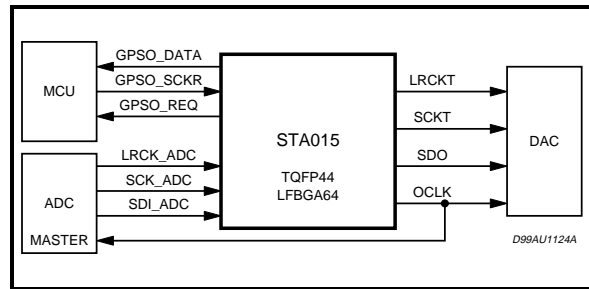 GPSO_DATA
GPSO_SCKR
GPSO_REQ
MCU
LRCK_ADC
SCK_ADC
SDI_ADC
ADC
MASTER
STA015
TQFP44
LFBGA64
LRCKT
SCKT
SDO
OCLK
DAC
D99AU1124A